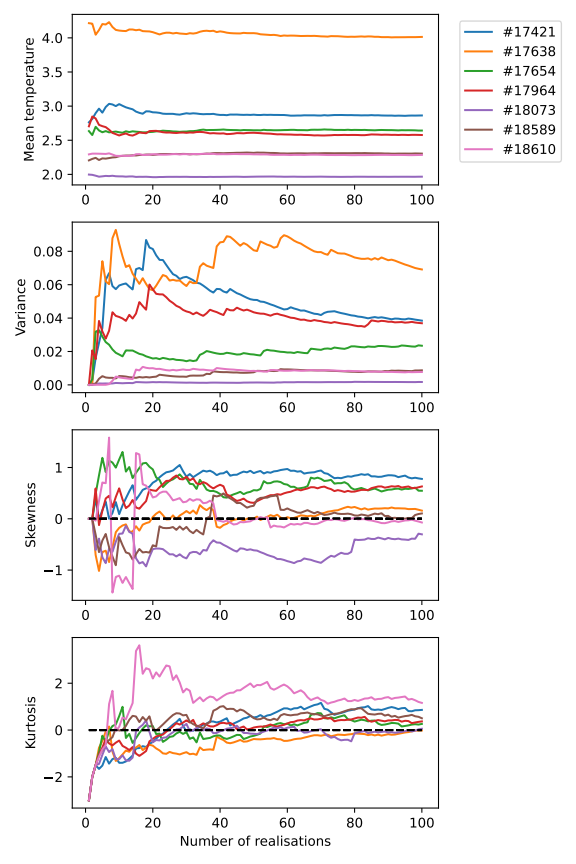 Mean temperature
4.0
3.5
3.0
2.5
2.0
0 20 40 60 80 100
#17421
#17638
#17654
#17964
#18073
#18589
#18610
Variance
0.08
0.06
0.04
0.02
0.00
0 20 40 60 80 100
Skewness
1
0
−1
0 20 40 60 80 100
Kurtosis
2
0
−2
0 20 40 60 80 100
Number of realisations